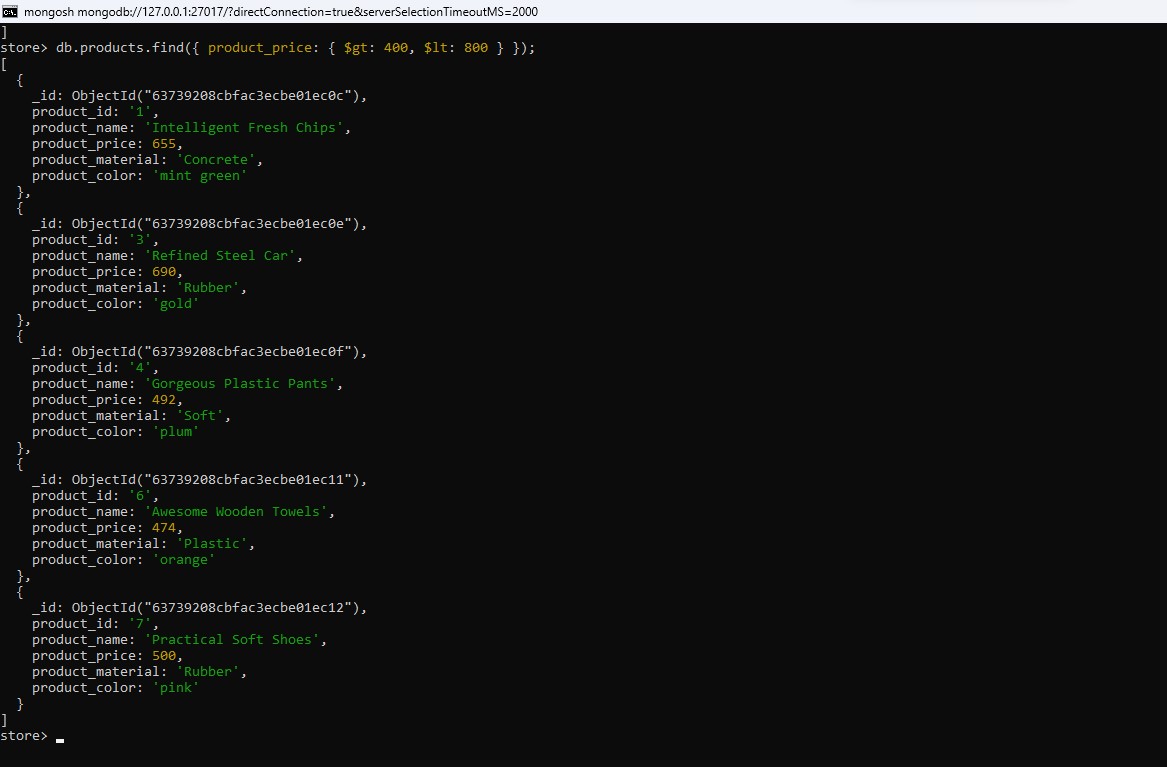 mongosh mongodb://127.0.0.1:27017/?directConnection=true&serverSelectionTimeoutMS=2000
]
store> db.products.find({ product_price: { $gt: 400, $lt: 800 } });
[
  {
    _id: ObjectId("63739208cbfac3ecbe01ec0c"),
    product_id: '1',
    product_name: 'Intelligent Fresh Chips',
    product_price: 655,
    product_material: 'Concrete',
    product_color: 'mint green'
  },
  {
    _id: ObjectId("63739208cbfac3ecbe01ec0e"),
    product_id: '3',
    product_name: 'Refined Steel Car',
    product_price: 690,
    product_material: 'Rubber',
    product_color: 'gold'
  },
  {
    _id: ObjectId("63739208cbfac3ecbe01ec0f"),
    product_id: '4',
    product_name: 'Gorgeous Plastic Pants',
    product_price: 492,
    product_material: 'Soft',
    product_color: 'plum'
  },
  {
    _id: ObjectId("63739208cbfac3ecbe01ec11"),
    product_id: '6',
    product_name: 'Awesome Wooden Towels',
    product_price: 474,
    product_material: 'Plastic',
    product_color: 'orange'
  },
  {
    _id: ObjectId("63739208cbfac3ecbe01ec12"),
    product_id: '7',
    product_name: 'Practical Soft Shoes',
    product_price: 500,
    product_material: 'Rubber',
    product_color: 'pink'
  }
]
store>